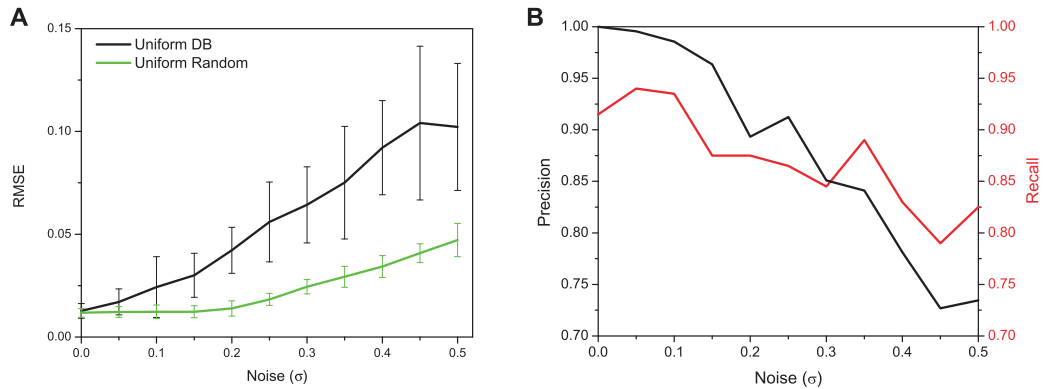 A
0.15
Uniform DB
Uniform Random
0.10
RMSE
0.05
0.00
0.0 0.1 0.2 0.3 0.4 0.5
Noise (σ)
B
1.00 1.00
0.95 0.95
0.90 0.90
Precision
0.85 0.85
Recall
0.80 0.80
0.75 0.75
0.70 0.70
0.0 0.1 0.2 0.3 0.4 0.5
Noise (σ)